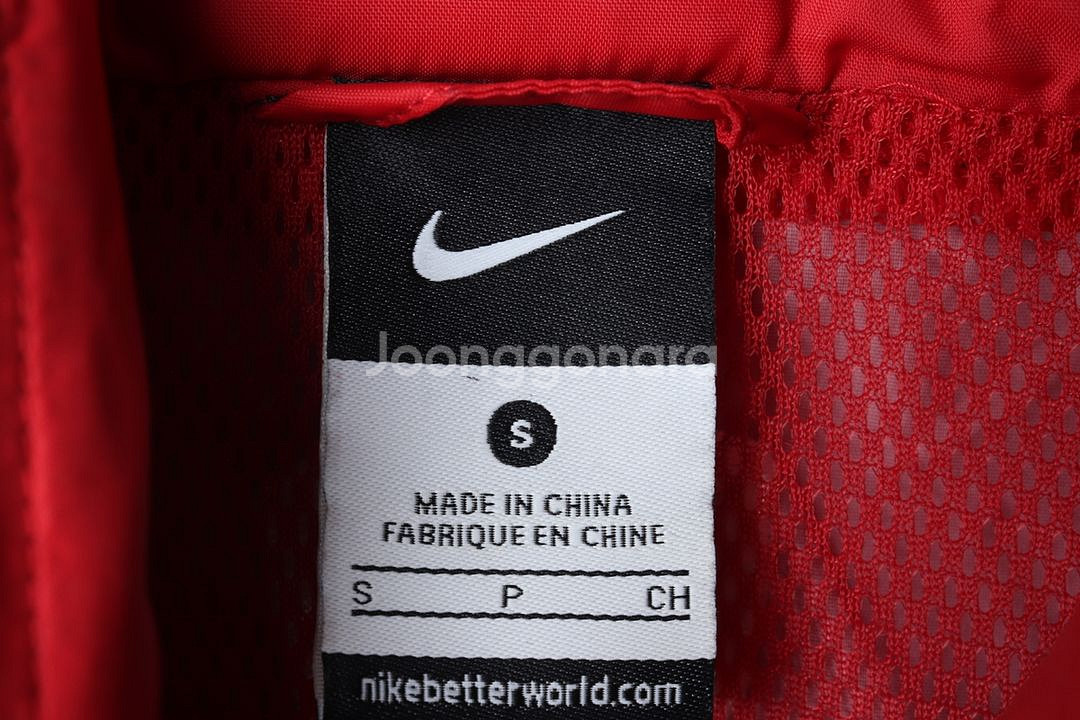 Joonggonara
S
MADE IN CHINA
FABRIQUE EN CHINE
S P CH
nikebetterworld.com